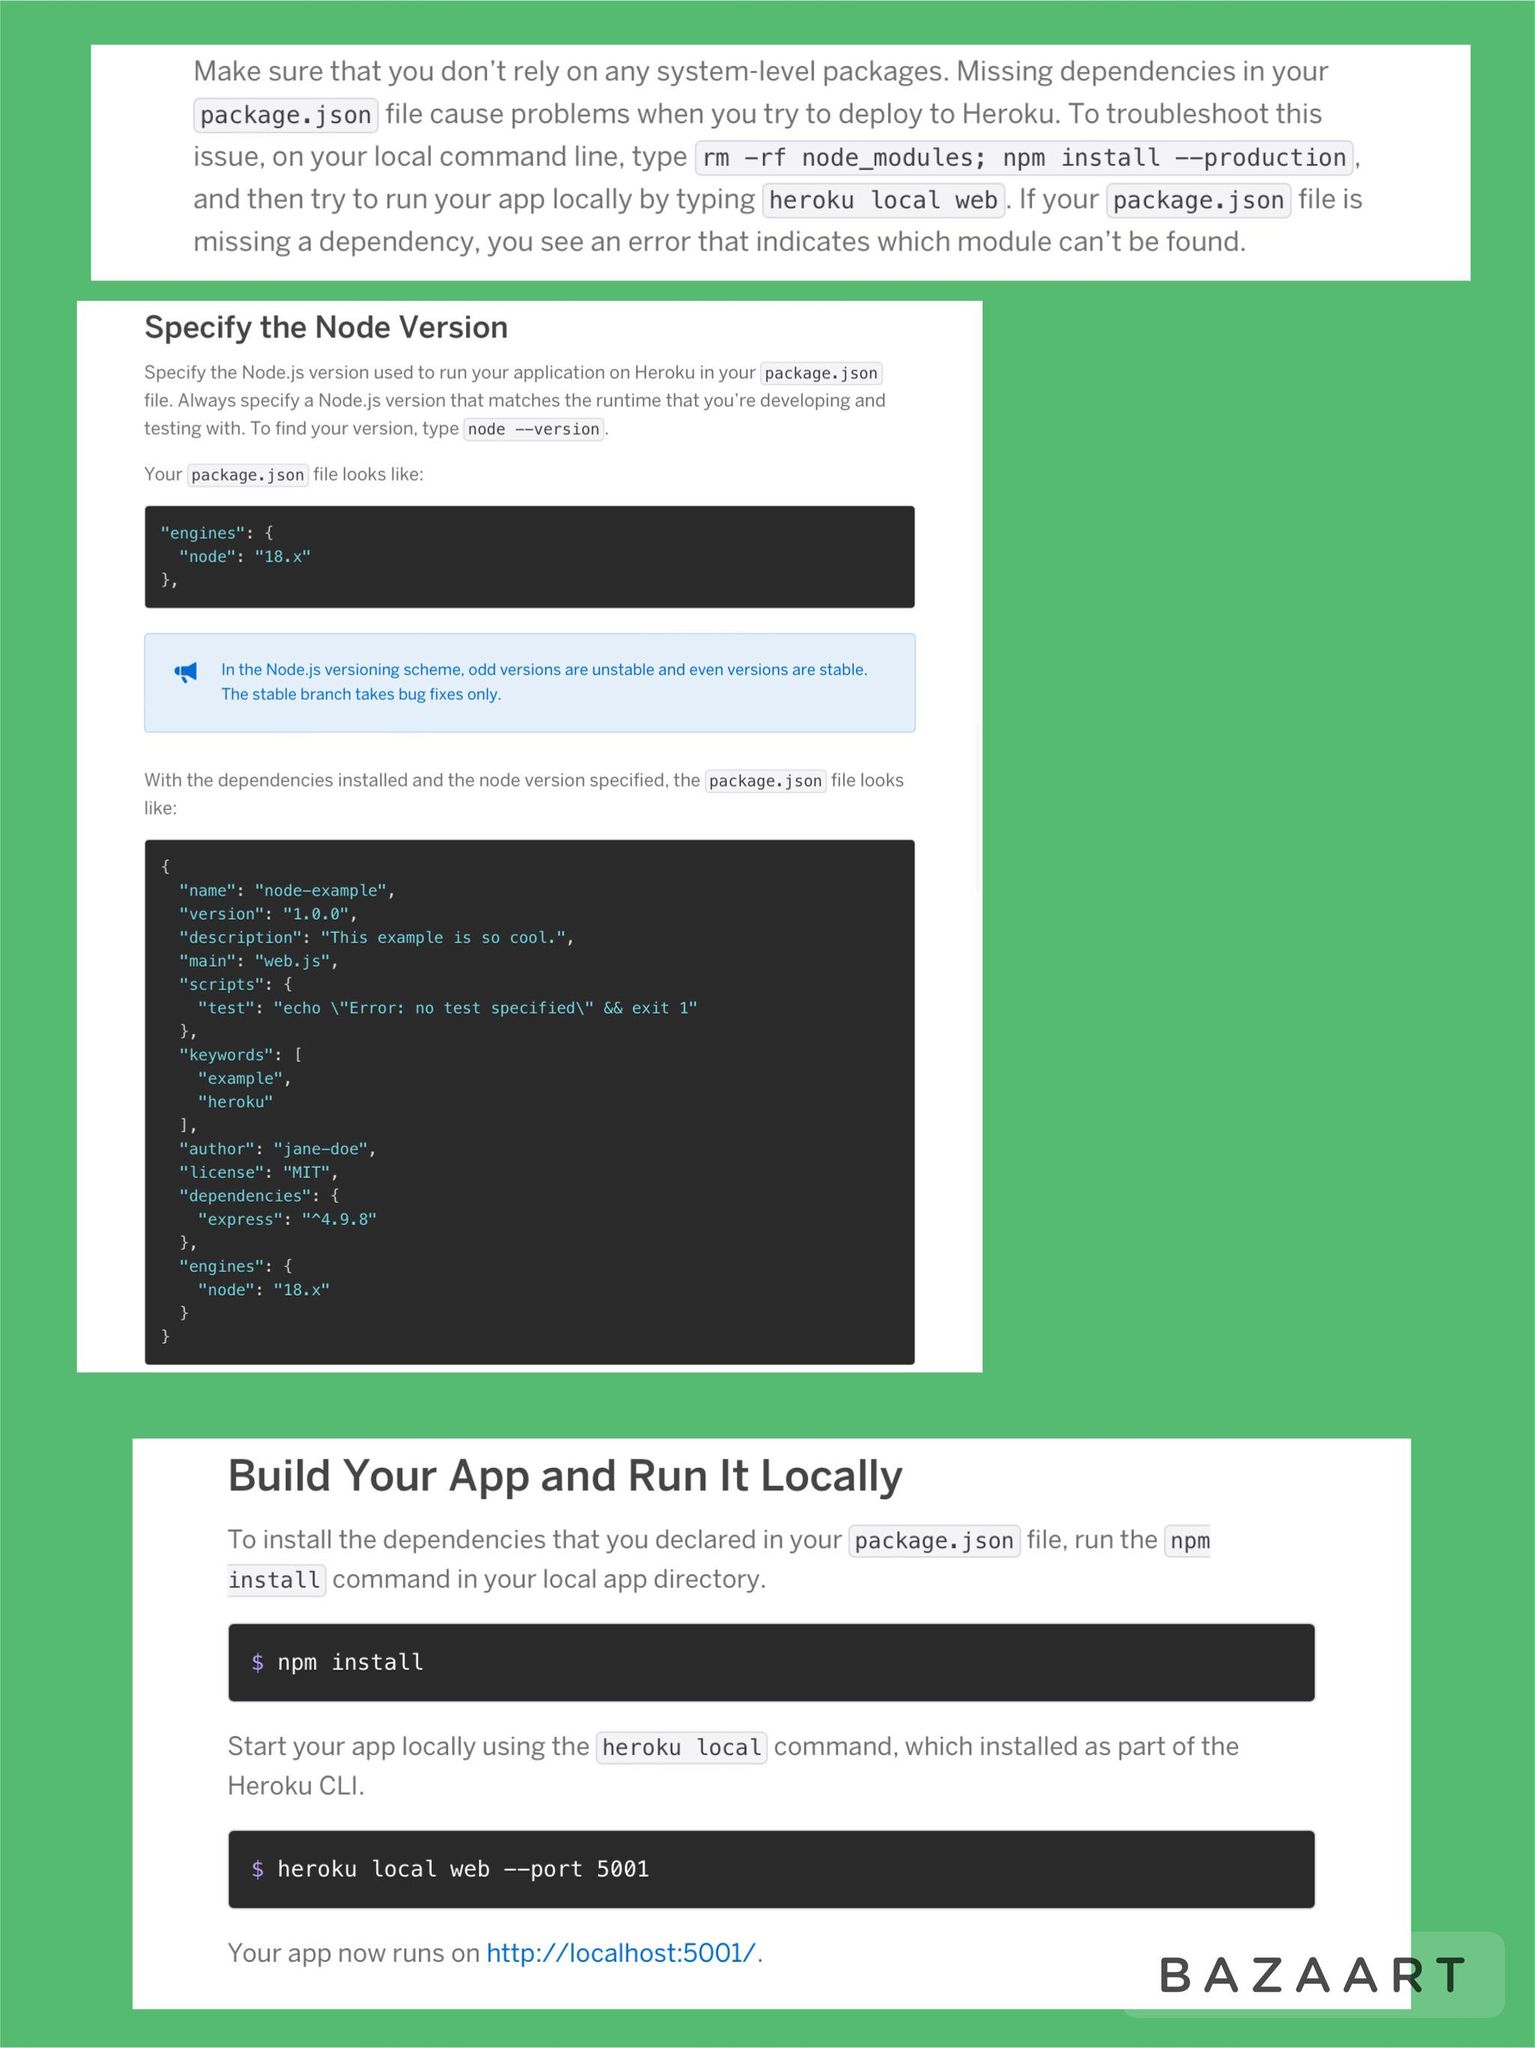 Make sure that you don’t rely on any system-level packages. Missing dependencies in your
package.json file cause problems when you try to deploy to Heroku. To troubleshoot this
issue, on your local command line, type rm -rf node_modules; npm install --production,
and then try to run your app locally by typing heroku local web. If your package.json file is
missing a dependency, you see an error that indicates which module can’t be found.
Specify the Node Version
Specify the Node.js version used to run your application on Heroku in your package.json
file. Always specify a Node.js version that matches the runtime that you’re developing and
testing with. To find your version, type node --version.
Your package.json file looks like:
"engines": {
  "node": "18.x"
},
In the Node.js versioning scheme, odd versions are unstable and even versions are stable.
The stable branch takes bug fixes only.
With the dependencies installed and the node version specified, the package.json file looks
like:
{
  "name": "node-example",
  "version": "1.0.0",
  "description": "This example is so cool.",
  "main": "web.js",
  "scripts": {
    "test": "echo \"Error: no test specified\" && exit 1"
  },
  "keywords": [
    "example",
    "heroku"
  ],
  "author": "jane-doe",
  "license": "MIT",
  "dependencies": {
    "express": "^4.9.8"
  },
  "engines": {
    "node": "18.x"
  }
}
Build Your App and Run It Locally
To install the dependencies that you declared in your package.json file, run the npm
install command in your local app directory.
$ npm install
Start your app locally using the heroku local command, which installed as part of the
Heroku CLI.
$ heroku local web --port 5001
Your app now runs on http://localhost:5001/.
BAZAART